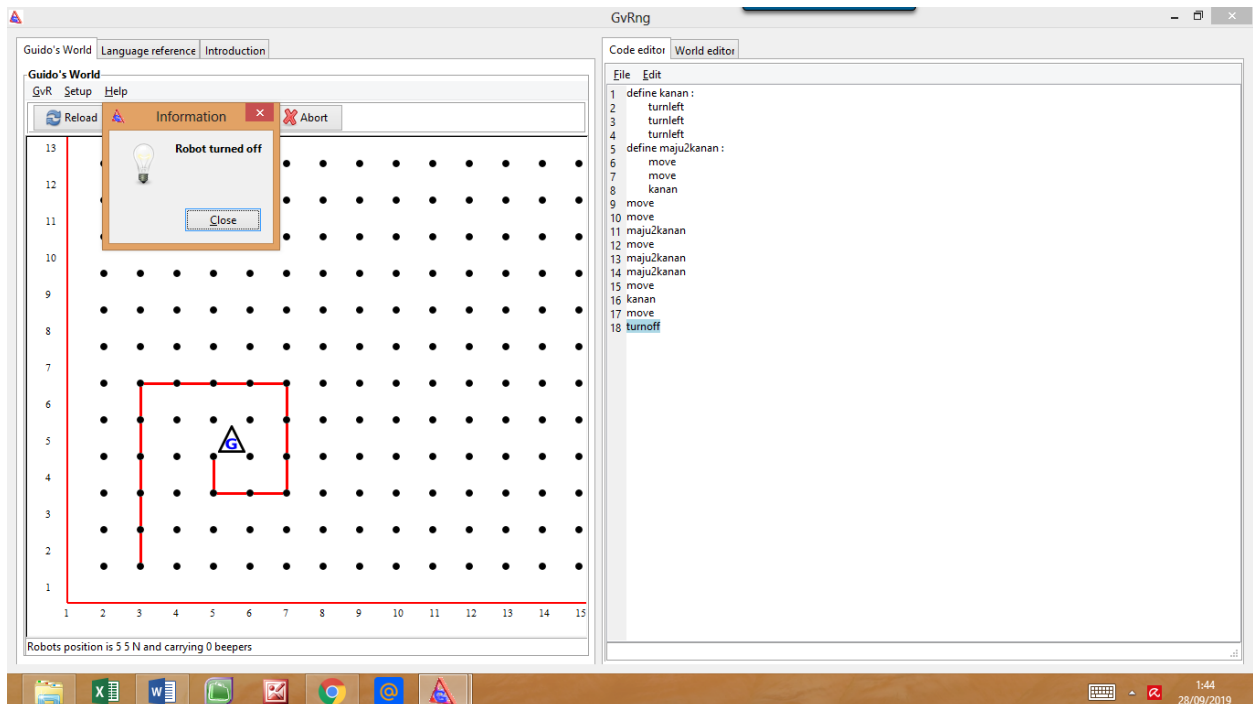 GvRng
Guido's World Language reference Introduction
Guido's World
GvR Setup Help
Reload
Abort
Information
Robot turned off
Close
13
12
11
10
9
8
7
6
5
4
3
2
1
G
1 2 3 4 5 6 7 8 9 10 11 12 13 14 15
Robots position is 5 5 N and carrying 0 beepers
Code editor World editor
File Edit
1 define kanan :
2 turnleft
3 turnleft
4 turnleft
5 define maju2kanan :
6 move
7 move
8 kanan
9 move
10 move
11 maju2kanan
12 move
13 maju2kanan
14 maju2kanan
15 move
16 kanan
17 move
18 turnoff
1:44
28/09/2019